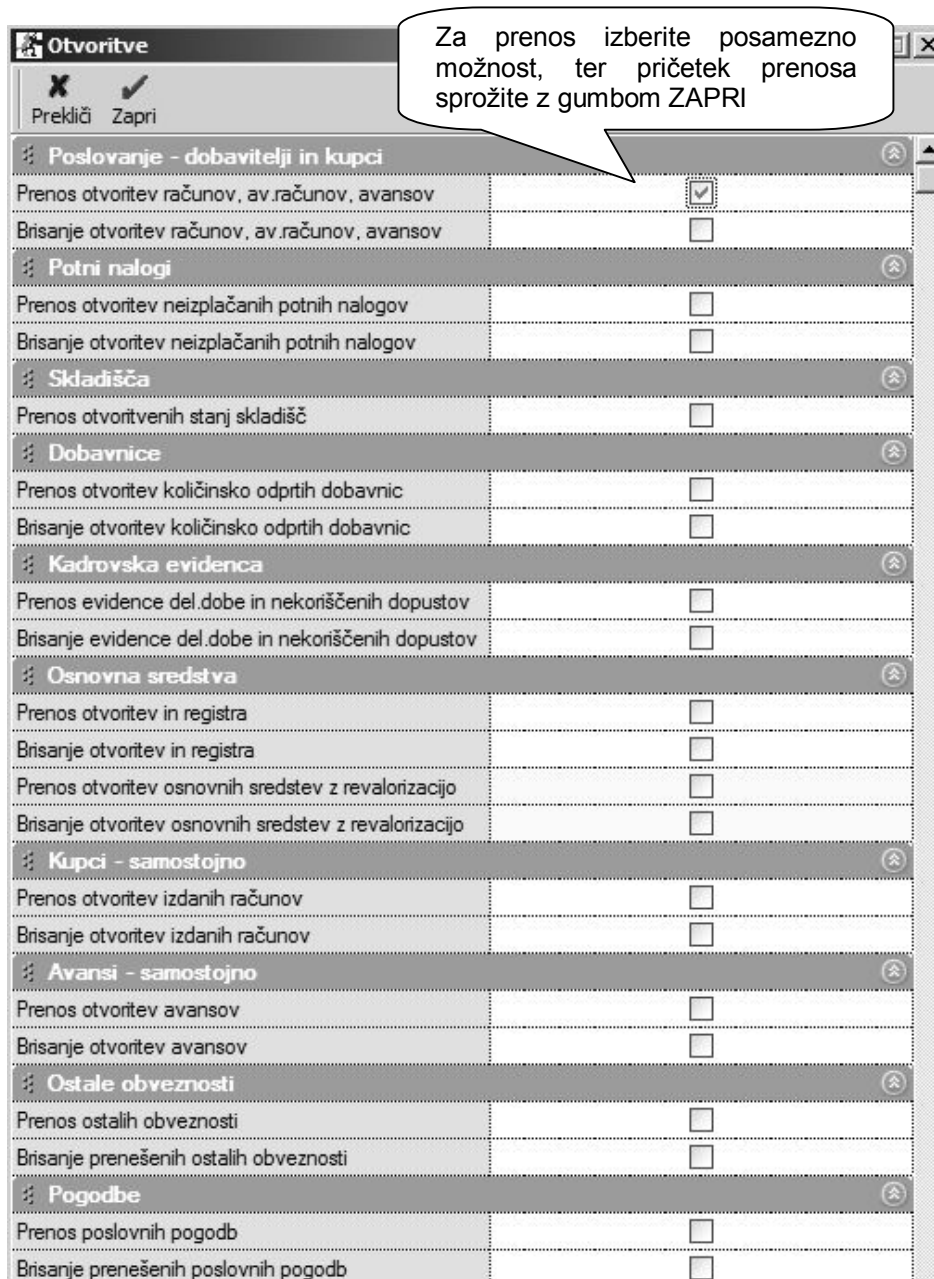 Otvoritve
Za prenos izberite posamezno
možnost, ter pričetek prenosa
sprožite z gumbom ZAPRI
Prekliči Zapri
Poslovanje - dobavitelji in kupci
Prenos otvoritev računov, av.računov, avansov
Brisanje otvoritev računov, av.računov, avansov
Potni nalogi
Prenos otvoritev neizplačanih potnih nalogov
Brisanje otvoritev neizplačanih potnih nalogov
Skladišča
Prenos otvoritvenih stanj skladišč
Dobavnice
Prenos otvoritev količinsko odprtih dobavnic
Brisanje otvoritev količinsko odprtih dobavnic
Kadrovska evidenca
Prenos evidence del.dobe in nekoriščenih dopustov
Brisanje evidence del.dobe in nekoriščenih dopustov
Osnovna sredstva
Prenos otvoritev in registra
Brisanje otvoritev in registra
Prenos otvoritev osnovnih sredstev z revalorizacijo
Brisanje otvoritev osnovnih sredstev z revalorizacijo
Kupci - samostojno
Prenos otvoritev izdanih računov
Brisanje otvoritev izdanih računov
Avansi - samostojno
Prenos otvoritev avansov
Brisanje otvoritev avansov
Ostale obveznosti
Prenos ostalih obveznosti
Brisanje prenešenih ostalih obveznosti
Pogodbe
Prenos poslovnih pogodb
Brisanje prenešenih poslovnih pogodb